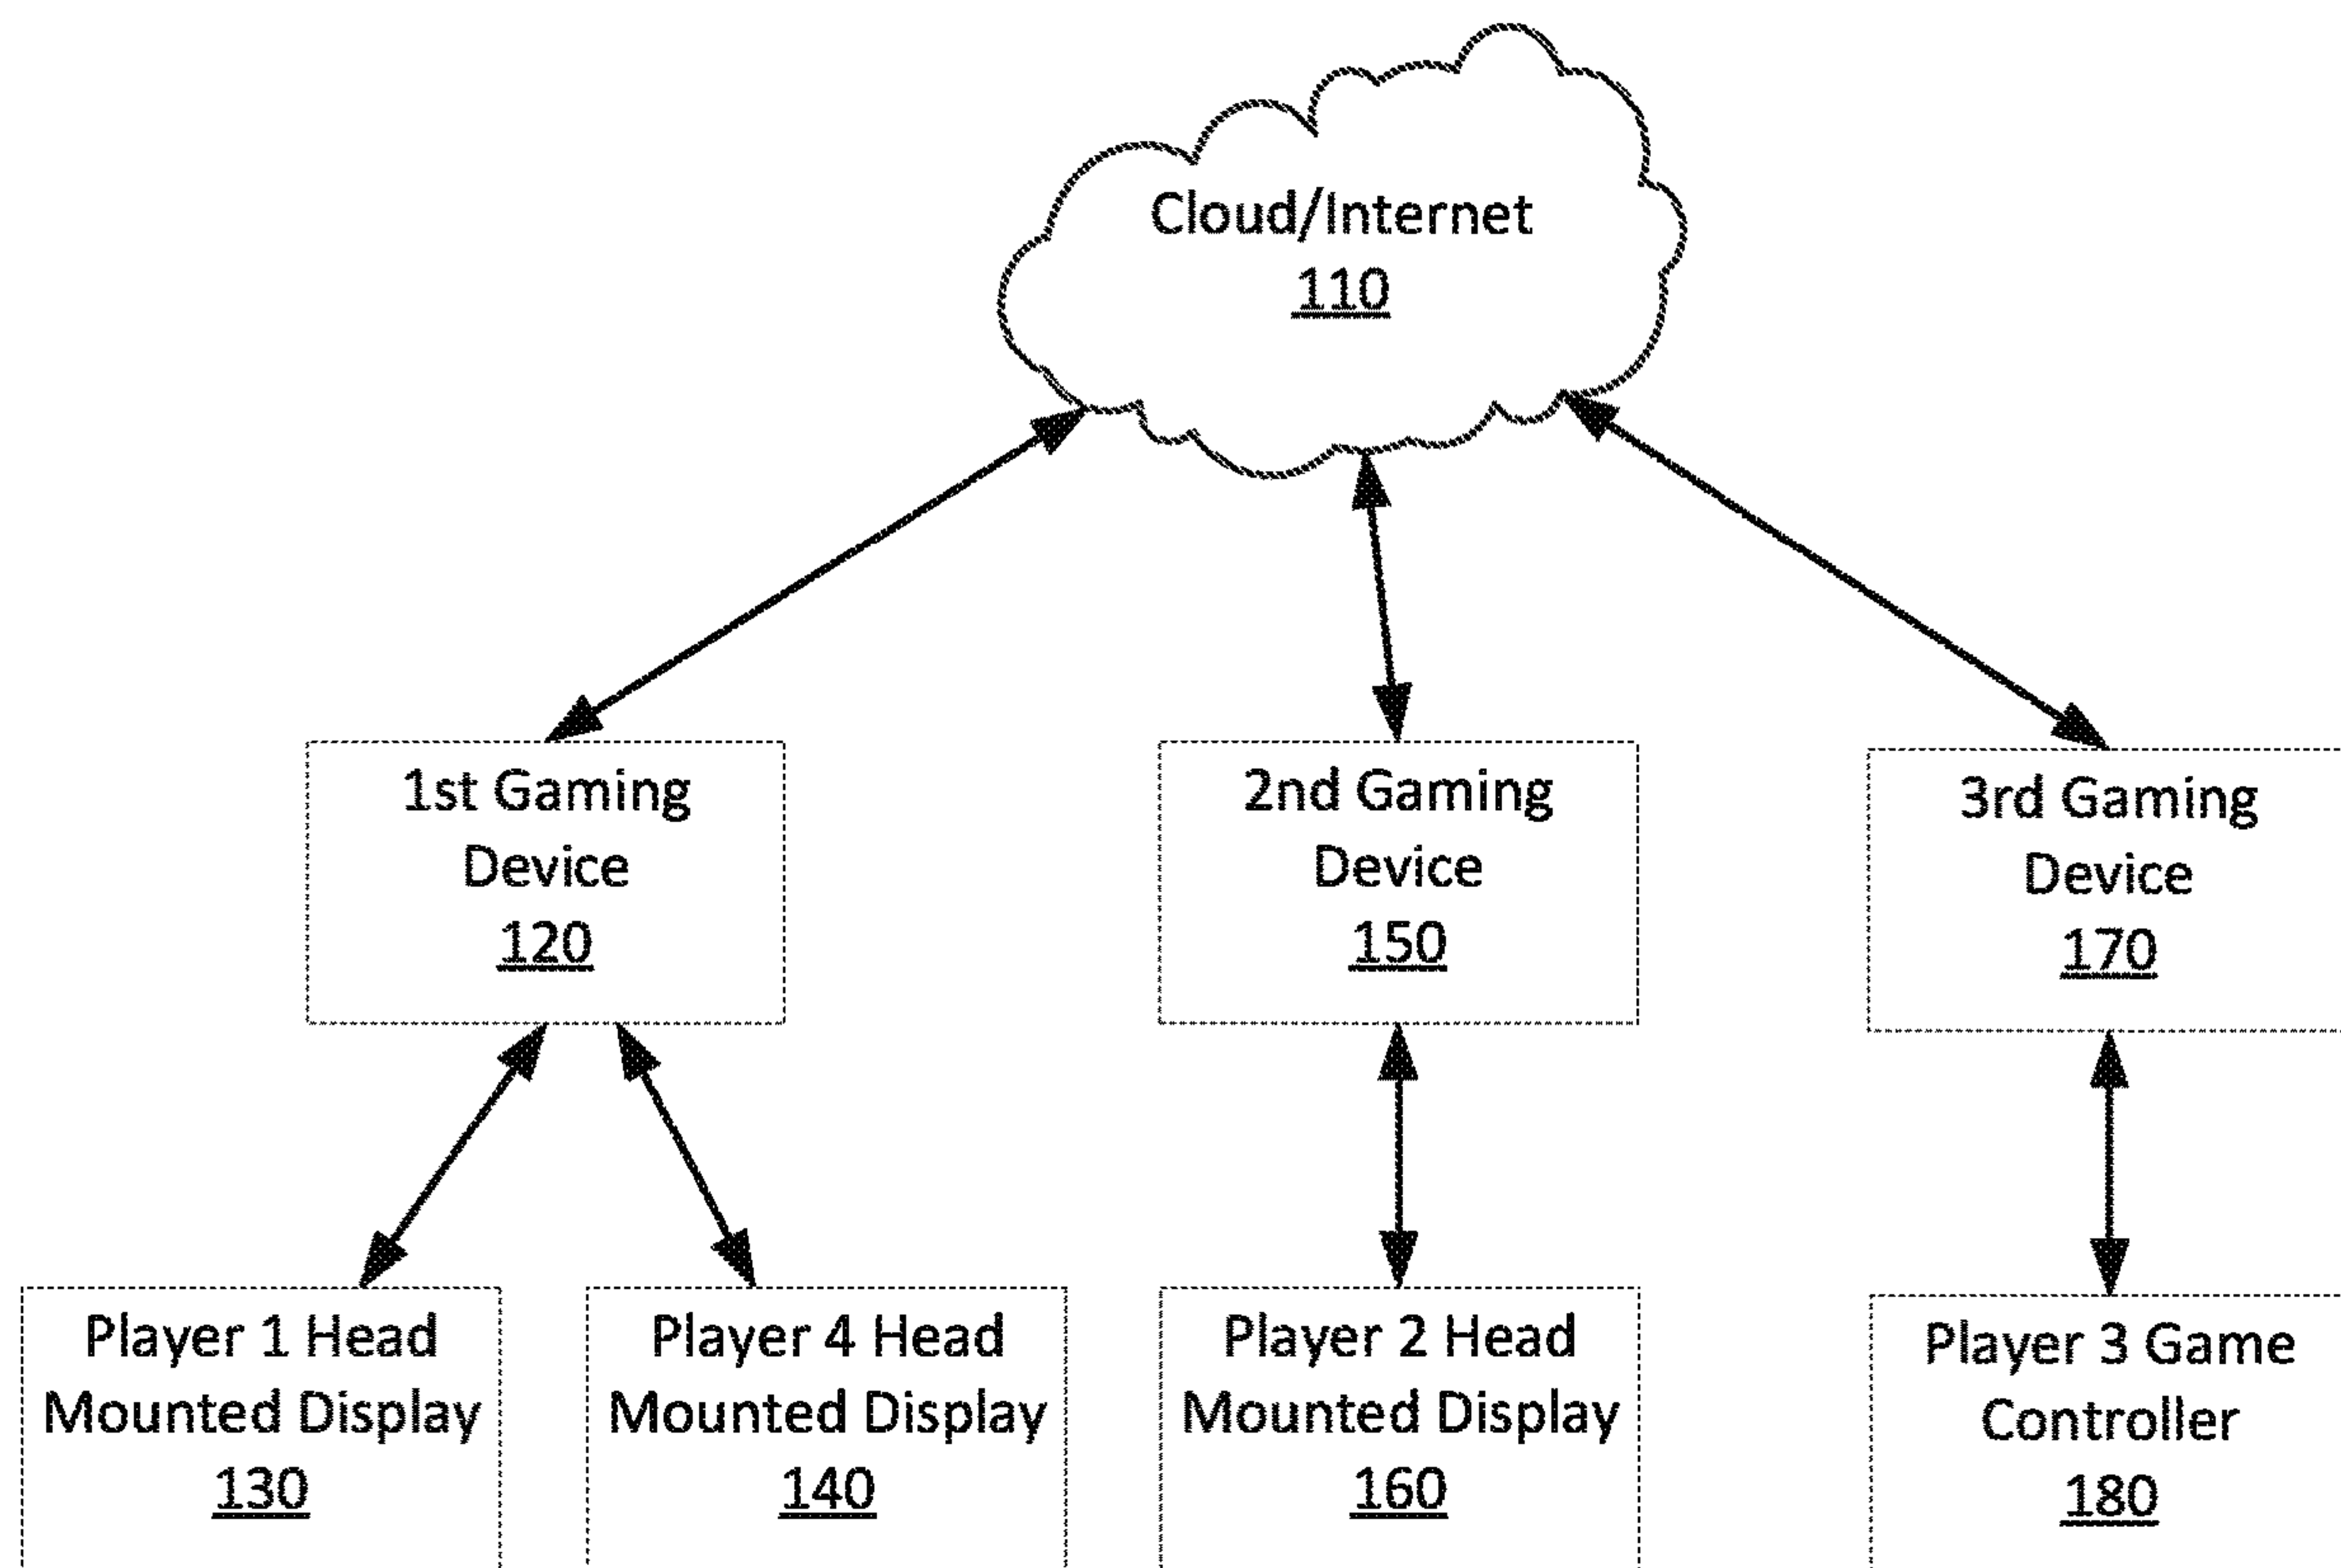 Cloud/Internet
110
1st Gaming
Device
120
2nd Gaming
Device
150
3rd Gaming
Device
170
Player 1 Head
Mounted Display
130
Player 4 Head
Mounted Display
140
Player 2 Head
Mounted Display
160
Player 3 Game
Controller
180